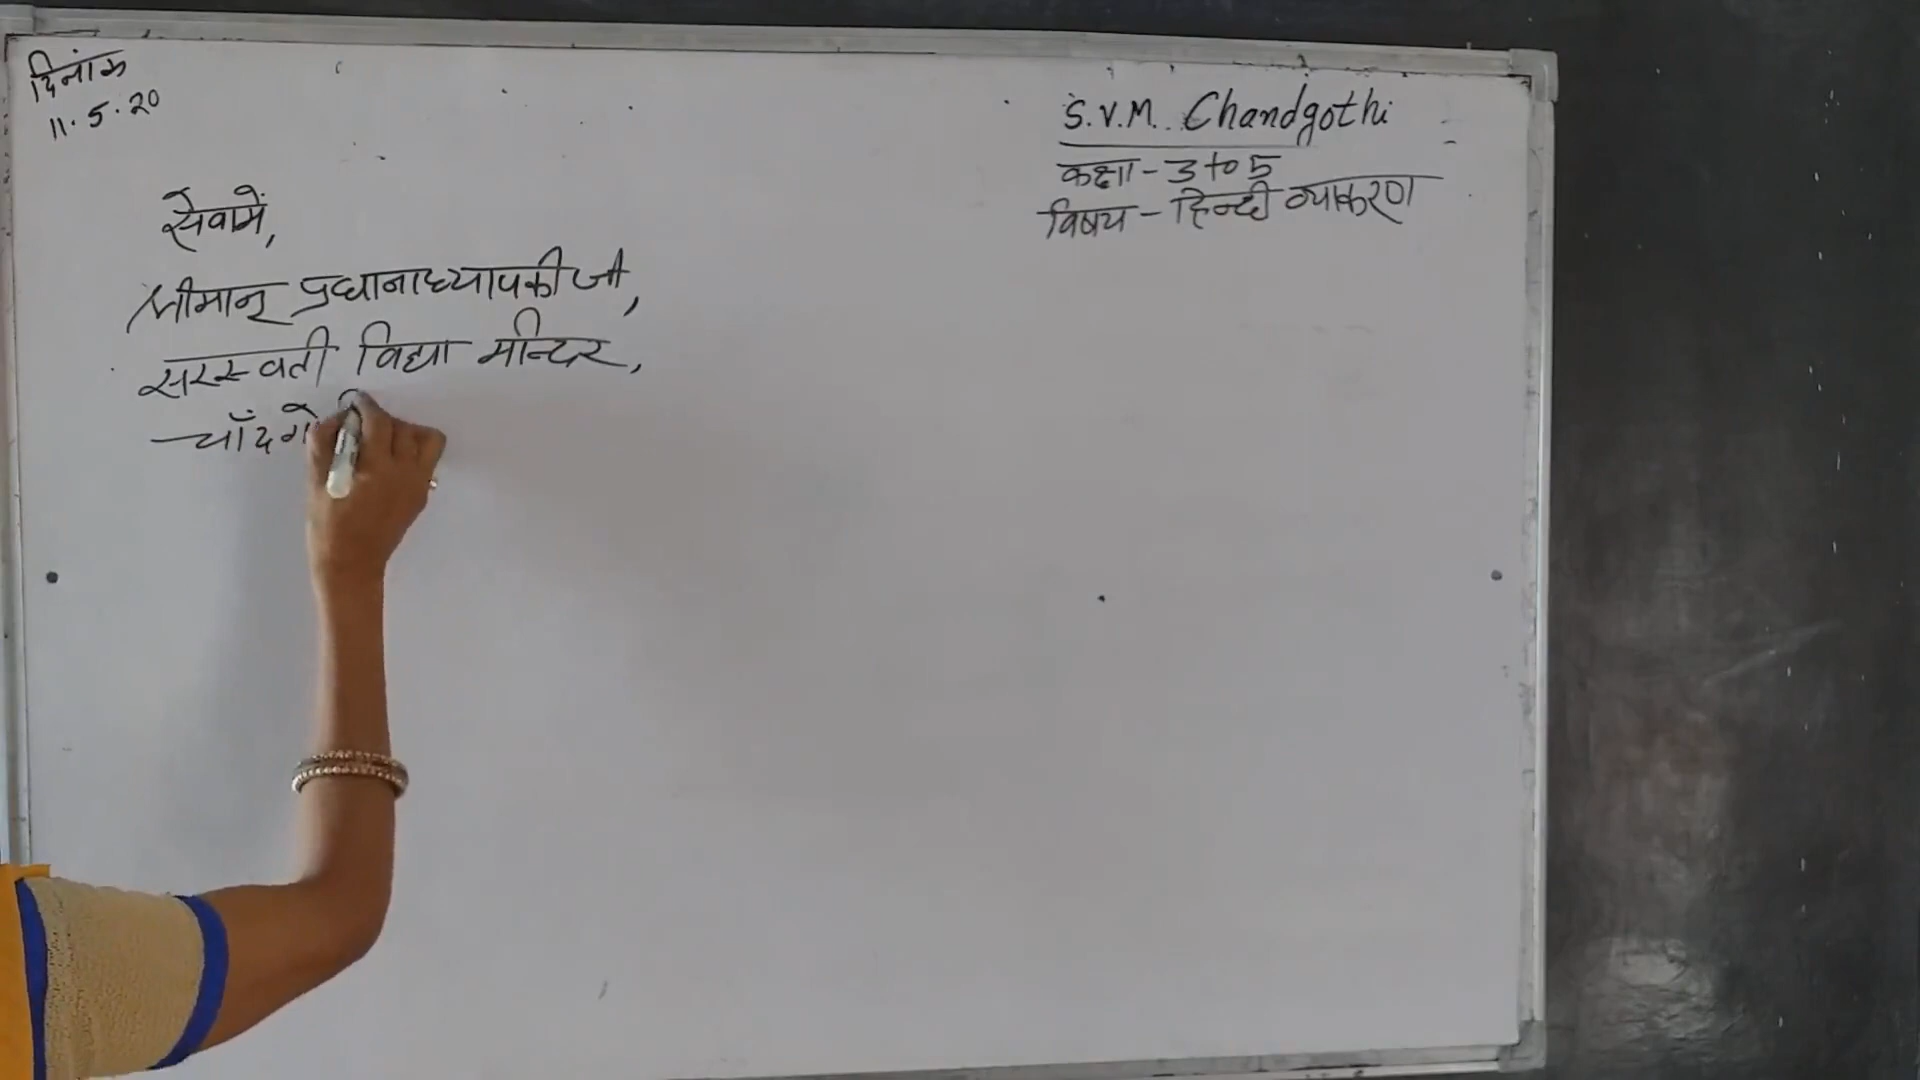 दिनांक
11.5.20
S.V.M. Chandgothi
कक्षा - 3 to 5
विषय - हिन्दी व्याकरण
सेवामें,
श्रीमान् प्रधानाध्यापकीजी,
सरस्वती विद्या मन्दिर,